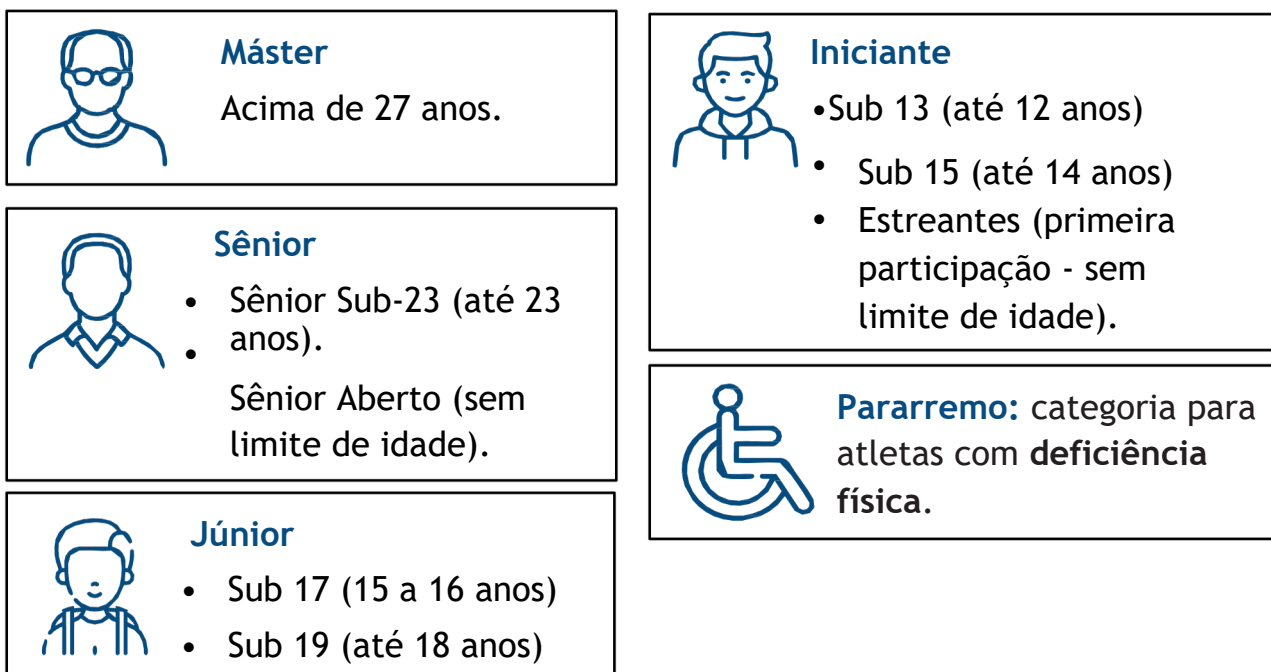 Máster
Acima de 27 anos.
Sênior
• Sênior Sub-23 (até 23
anos).
•
Sênior Aberto (sem
limite de idade).
Júnior
• Sub 17 (15 a 16 anos)
• Sub 19 (até 18 anos)
Iniciante
•Sub 13 (até 12 anos)
• Sub 15 (até 14 anos)
• Estreantes (primeira
participação - sem
limite de idade).
Pararremo: categoria para
atletas com deficiência
física.